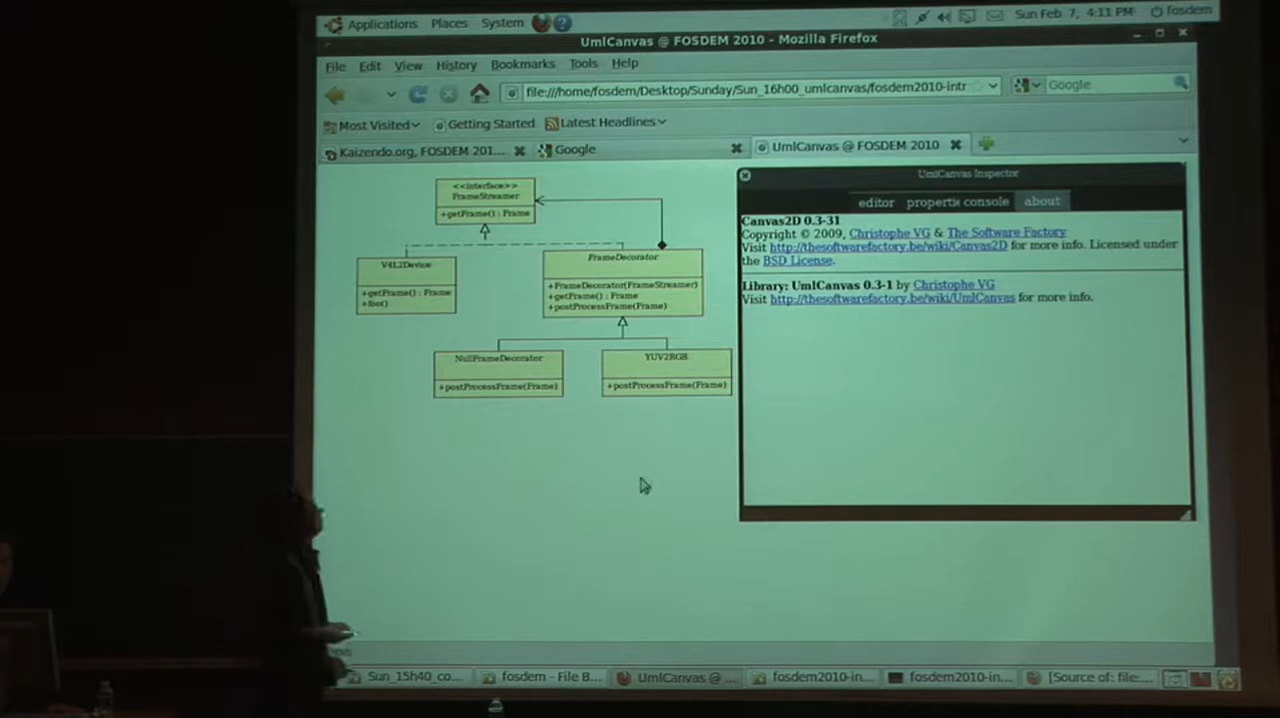 Applications Places System
Sun Feb 7, 4:11 PM fosdem
UmlCanvas @ FOSDEM 2010 - Mozilla Firefox
File Edit View History Bookmarks Tools Help
file:///home/fosdem/Desktop/Sunday/Sun_16h00_umlcanvas/fosdem2010-intr
Google
Most Visited Getting Started Latest Headlines
Kaizendo.org, FOSDEM 201... Google UmlCanvas @ FOSDEM 2010
<<interface>>
FrameStreamer
+getFrame() : Frame
V4L2Device
+getFrame() : Frame
+foo()
FrameDecorator
+FrameDecorator(FrameStreamer)
+getFrame() : Frame
+postProcessFrame(Frame)
NullFrameDecorator
+postProcessFrame(Frame)
YUV2RGB
+postProcessFrame(Frame)
UmlCanvas Inspector
editor propertie console about
Canvas2D 0.3-31
Copyright © 2009, Christophe VG & The Software Factory
Visit http://thesoftwarefactory.be/wiki/Canvas2D for more info. Licensed under
the BSD License.
Library: UmlCanvas 0.3-1 by Christophe VG
Visit http://thesoftwarefactory.be/wiki/UmlCanvas for more info.
Sun_15h40_co... fosdem - File B... UmlCanvas @ ... fosdem2010-in... fosdem2010-in... [Source of: file:...